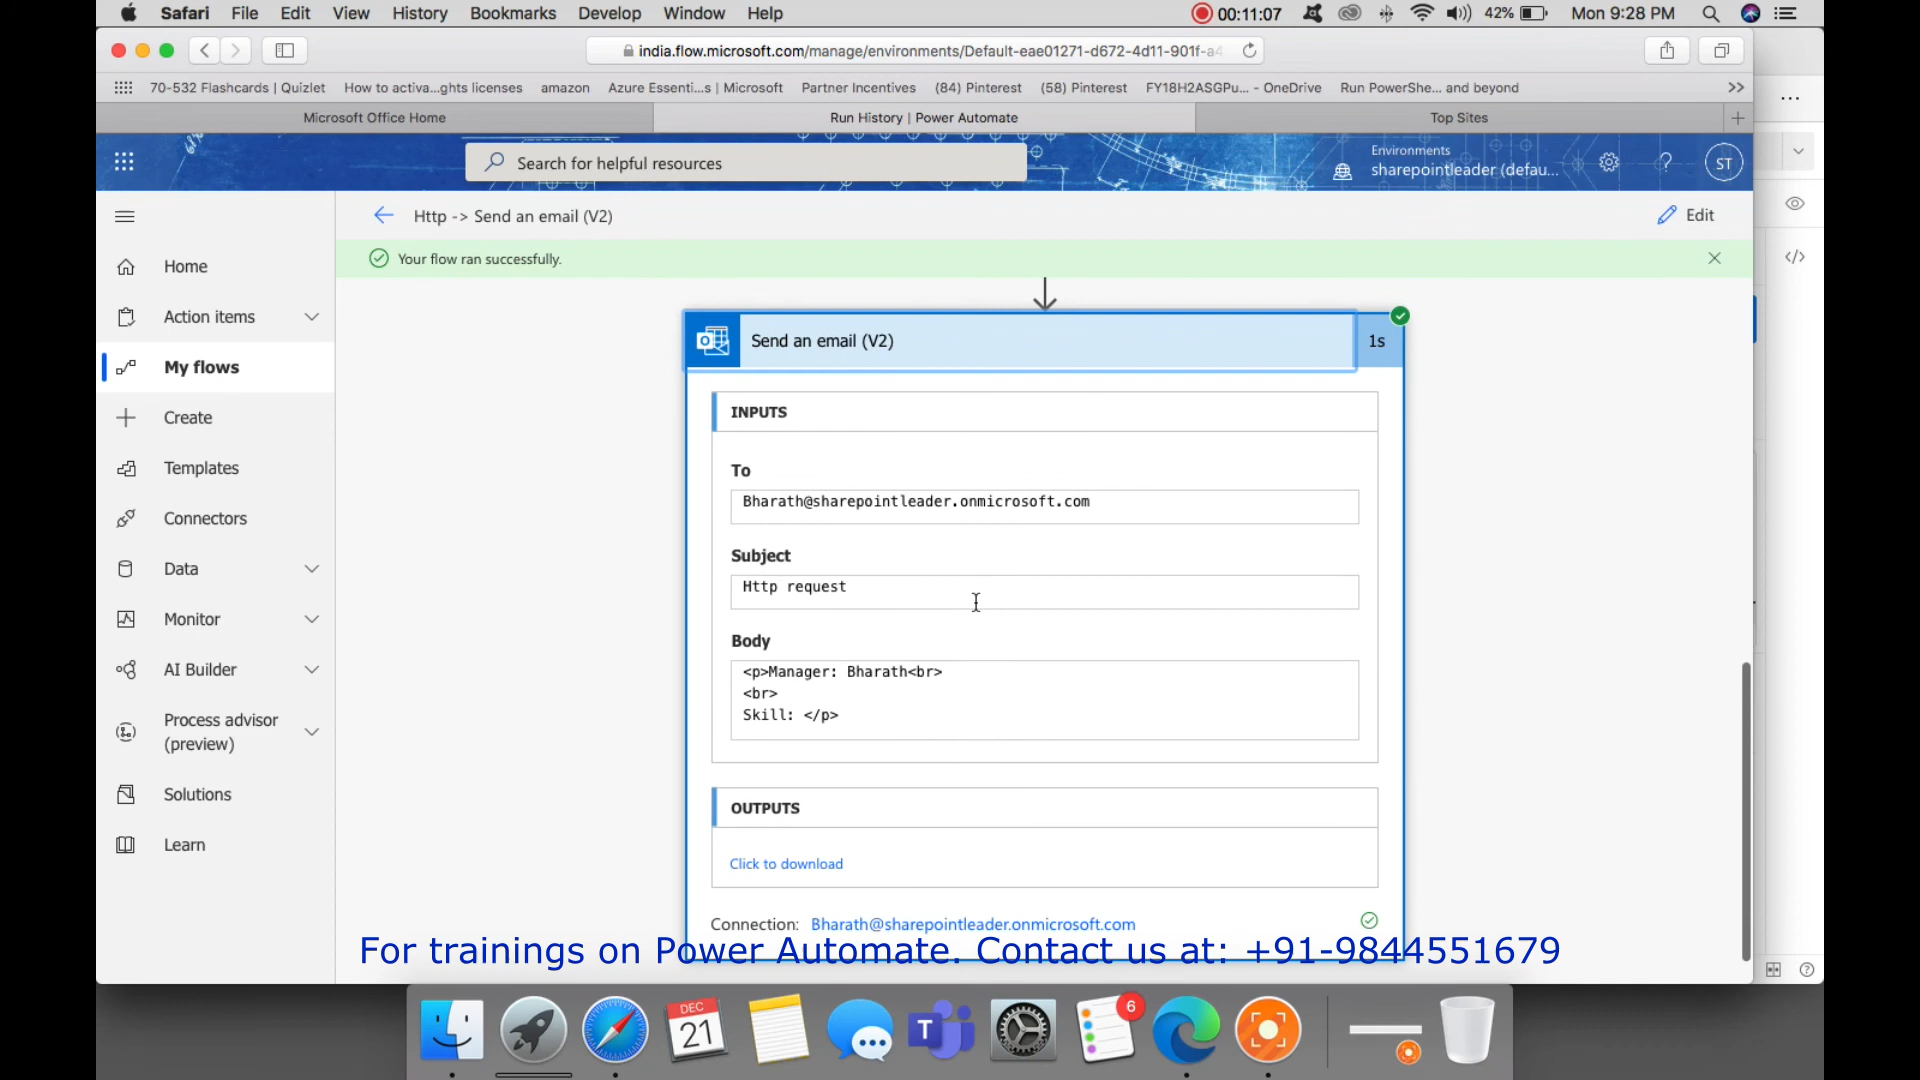 Safari File Edit View History Bookmarks Develop Window Help 00:11:07 42% Mon 9:28 PM
india.flow.microsoft.com/manage/environments/Default-eae01271-d672-4d11-901f-a4
70-532 Flashcards | Quizlet How to activa...ghts licenses amazon Azure Essenti...s | Microsoft Partner Incentives (84) Pinterest (58) Pinterest FY18H2ASGPu... - OneDrive Run PowerShe... and beyond >>
Microsoft Office Home Run History | Power Automate Top Sites
Search for helpful resources
Environments
sharepointleader (defau...
ST
Http -> Send an email (V2)
Edit
Your flow ran successfully.
Home
Action items
My flows
Create
Templates
Connectors
Data
Monitor
AI Builder
Process advisor
(preview)
Solutions
Learn
Send an email (V2) 1s
INPUTS
To
Bharath@sharepointleader.onmicrosoft.com
Subject
Http request
Body
<p>Manager: Bharath<br>
<br>
Skill: </p>
OUTPUTS
Click to download
Connection: Bharath@sharepointleader.onmicrosoft.com
For trainings on Power Automate. Contact us at: +91-9844551679
DEC
21
T
6